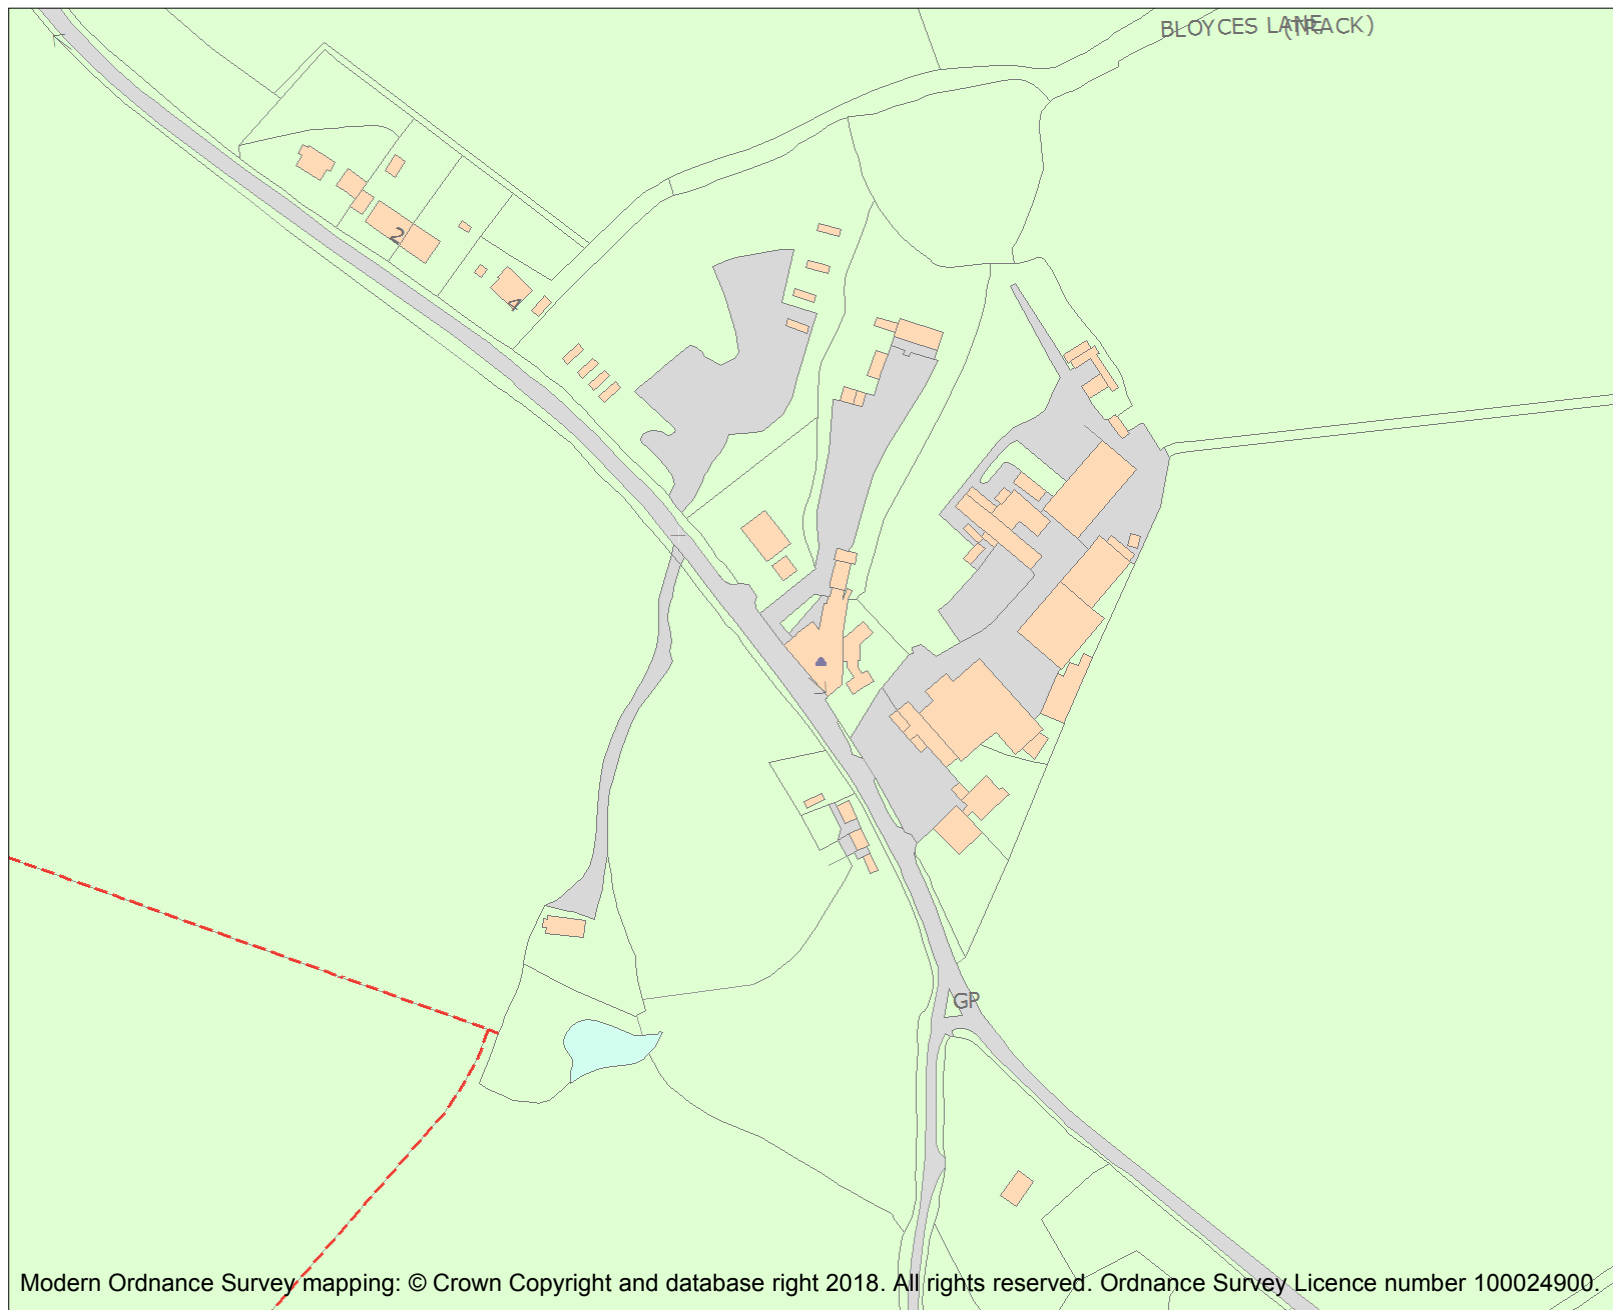 BLOYCES LANE
(TRACK)
2
4
GP
Modern Ordnance Survey mapping: © Crown Copyright and database right 2018. All rights reserved. Ordnance Survey Licence number 100024900.